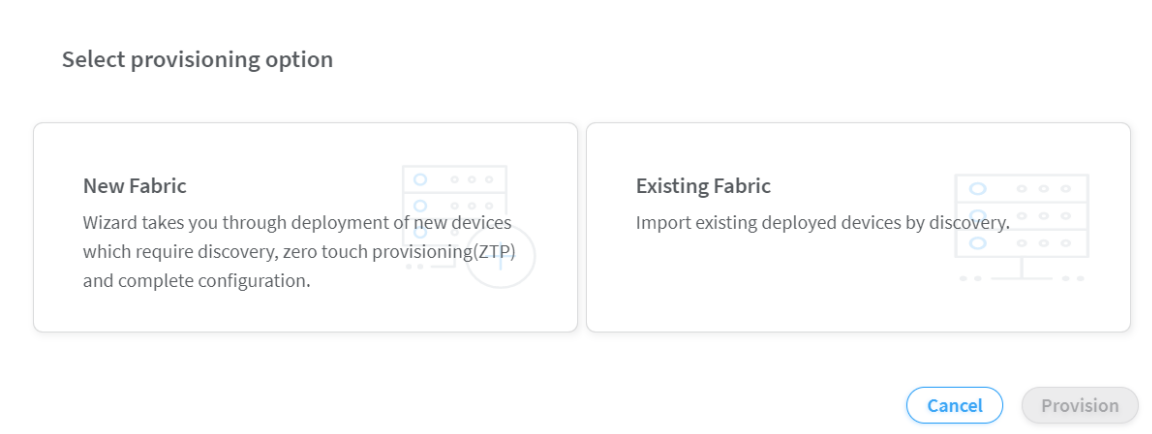 Select provisioning option
New Fabric
Wizard takes you through deployment of new devices
which require discovery, zero touch provisioning(ZTP)
and complete configuration.
Existing Fabric
Import existing deployed devices by discovery.
Cancel
Provision